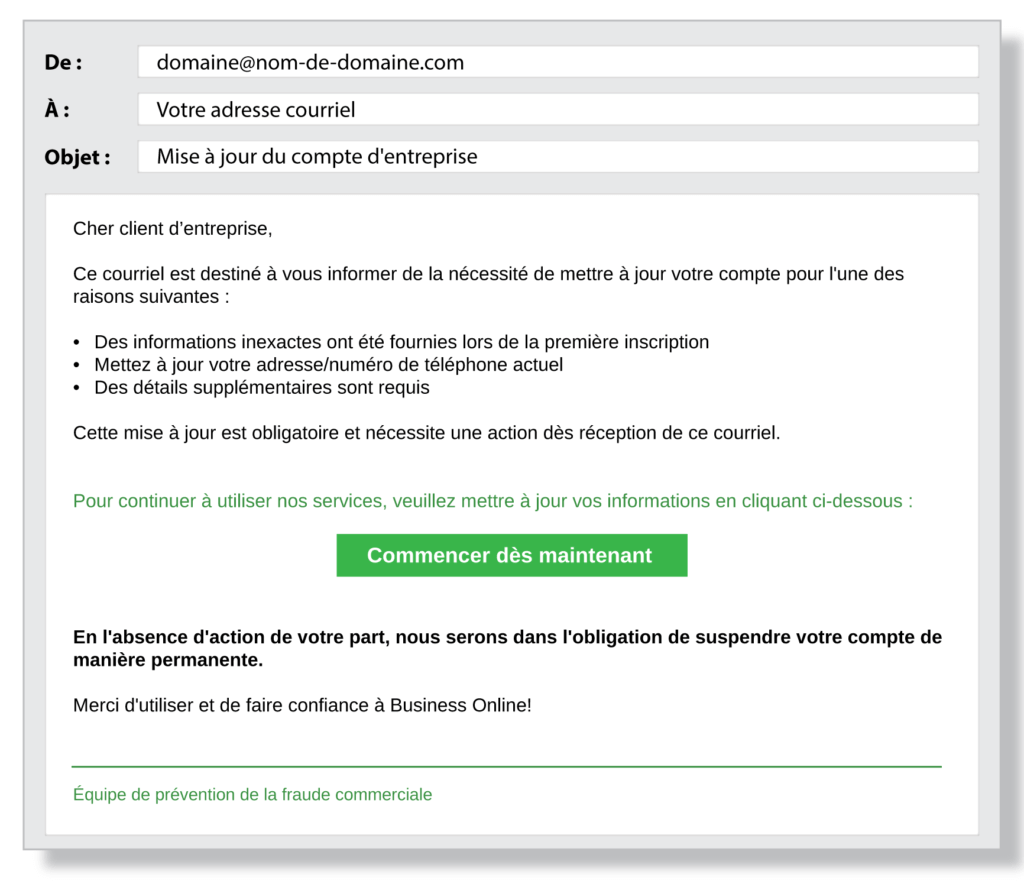 De : domaine@nom-de-domaine.com
À : Votre adresse courriel
Objet : Mise à jour du compte d'entreprise
Cher client d’entreprise,
Ce courriel est destiné à vous informer de la nécessité de mettre à jour votre compte pour l'une des
raisons suivantes :
• Des informations inexactes ont été fournies lors de la première inscription
• Mettez à jour votre adresse/numéro de téléphone actuel
• Des détails supplémentaires sont requis
Cette mise à jour est obligatoire et nécessite une action dès réception de ce courriel.
Pour continuer à utiliser nos services, veuillez mettre à jour vos informations en cliquant ci-dessous :
Commencer dès maintenant
En l'absence d'action de votre part, nous serons dans l'obligation de suspendre votre compte de
manière permanente.
Merci d'utiliser et de faire confiance à Business Online!
Équipe de prévention de la fraude commerciale